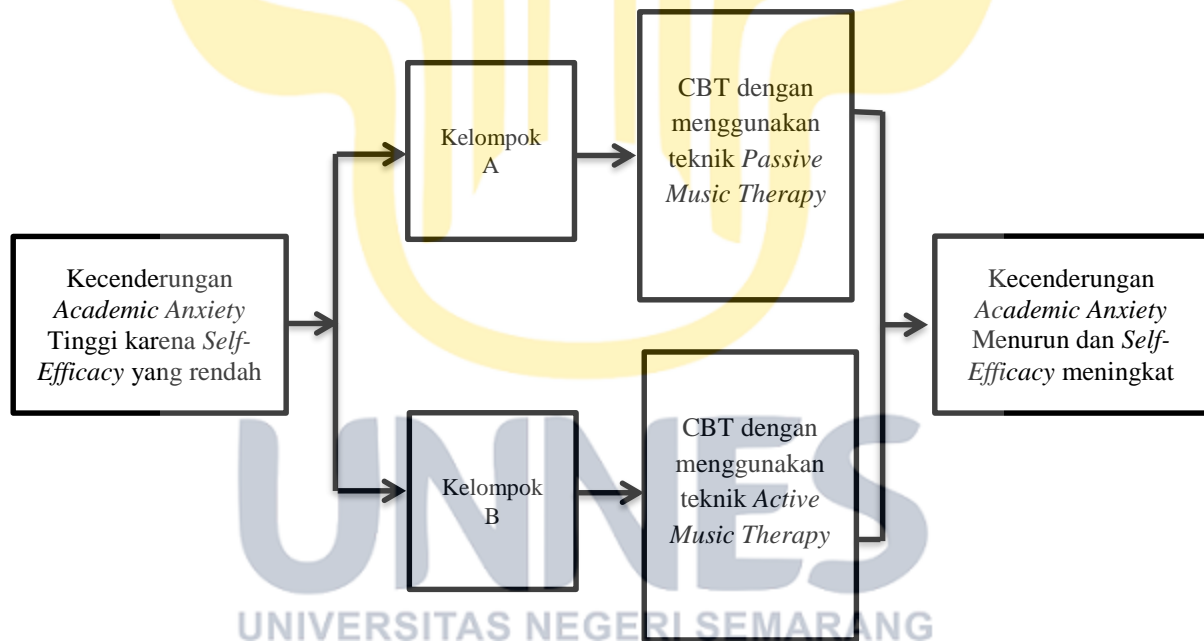 Kecenderungan
Academic Anxiety
Tinggi karena Self-
Efficacy yang rendah
Kelompok
A
CBT dengan
menggunakan
teknik Passive
Music Therapy
Kelompok
B
CBT dengan
menggunakan
teknik Active
Music Therapy
Kecenderungan
Academic Anxiety
Menurun dan Self-
Efficacy meningkat
UNNES
UNIVERSITAS NEGERI SEMARANG